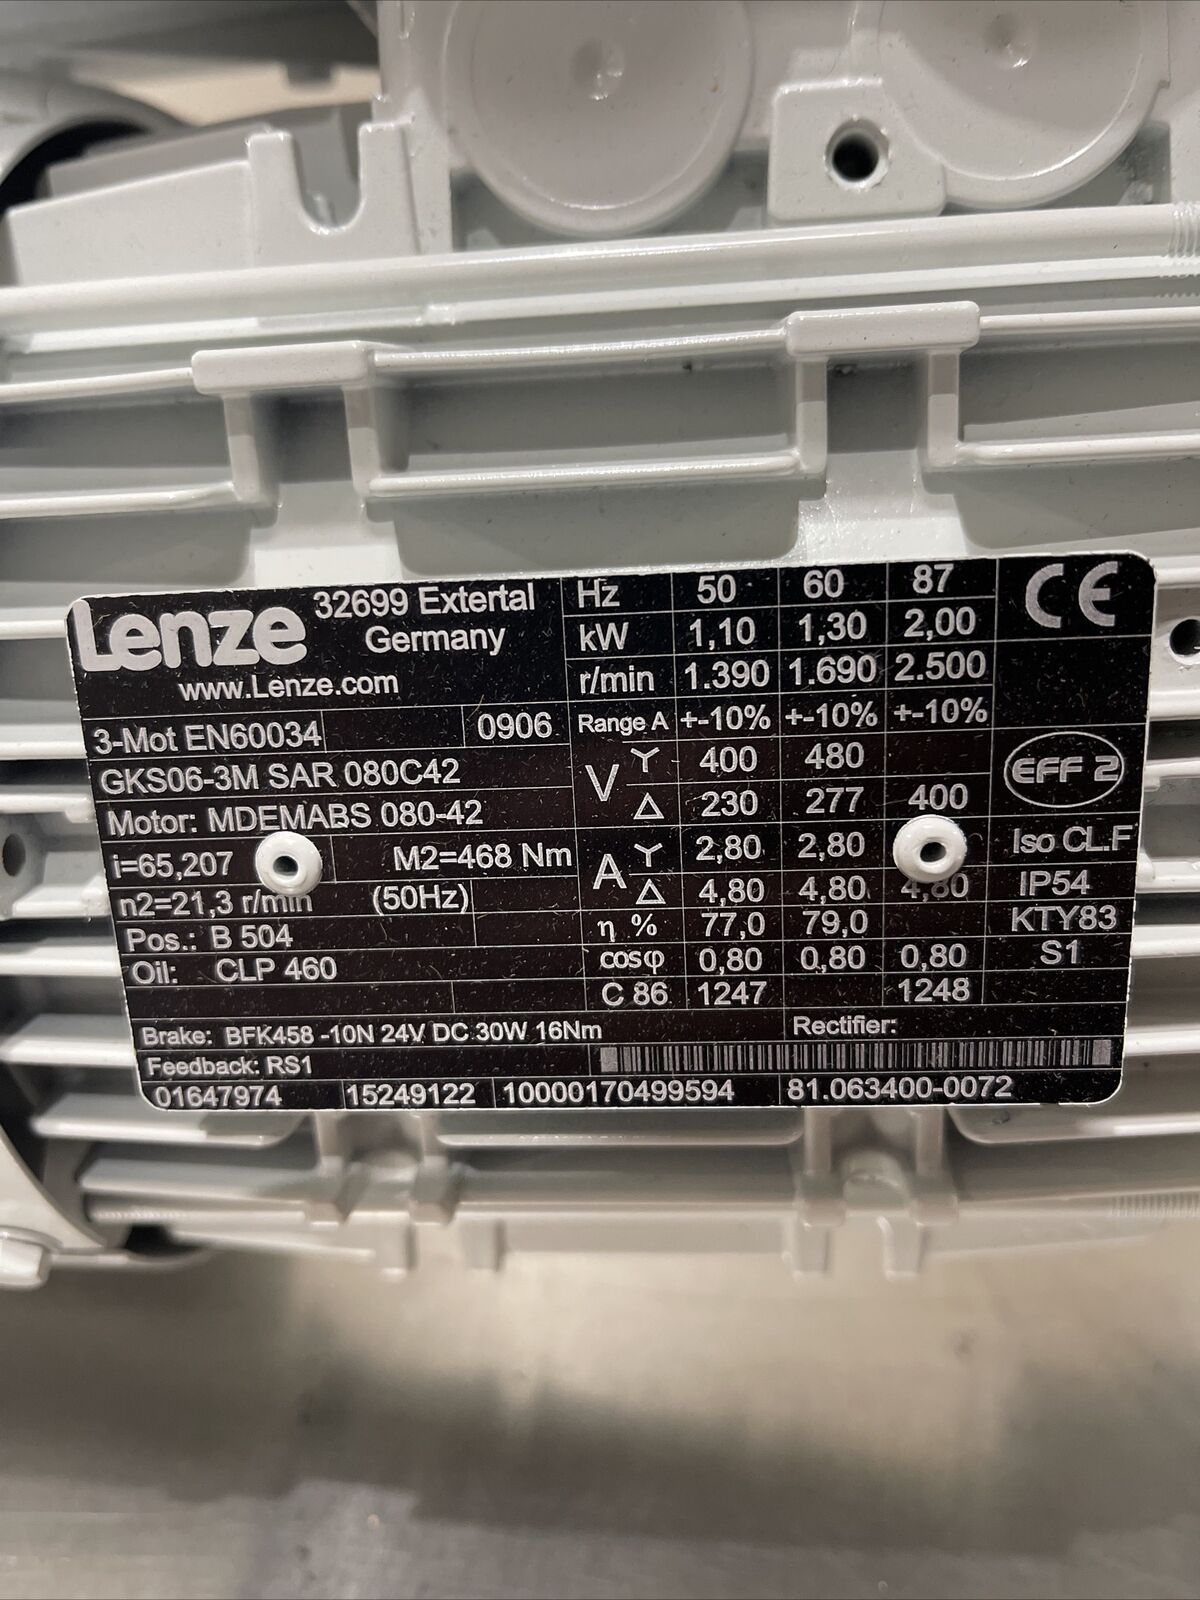 Lenze 32699 Extertal
Germany
www.Lenze.com
3-Mot EN60034 0906
GKS06-3M SAR 080C42
Motor: MDEMABS 080-42
i=65,207 M2=468 Nm
n2=21,3 r/min (50Hz)
Pos.: B 504
Oil: CLP 460
Hz 50 60 87
kW 1,10 1,30 2,00
r/min 1.390 1.690 2.500
Range A +-10% +-10% +-10%
V Y 400 480
Δ 230 277 400
A Y 2,80 2,80
Δ 4,80 4,80 4,80
η % 77,0 79,0
cosφ 0,80 0,80 0,80
C 86 1247 1248
CE
EFF 2
Iso CL.F
IP54
KTY83
S1
Brake: BFK458 -10N 24V DC 30W 16Nm Rectifier:
Feedback: RS1
01647974 15249122 10000170499594 81.063400-0072